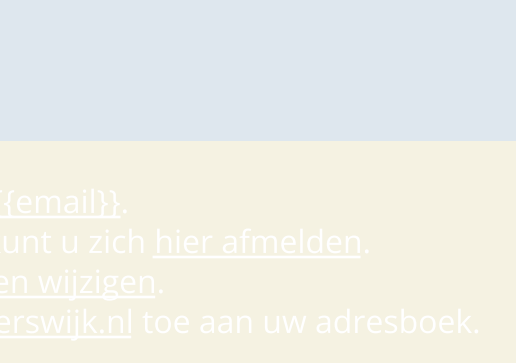 {email}}.
unt u zich hier afmelden.
en wijzigen.
erswijk.nl toe aan uw adresboek.